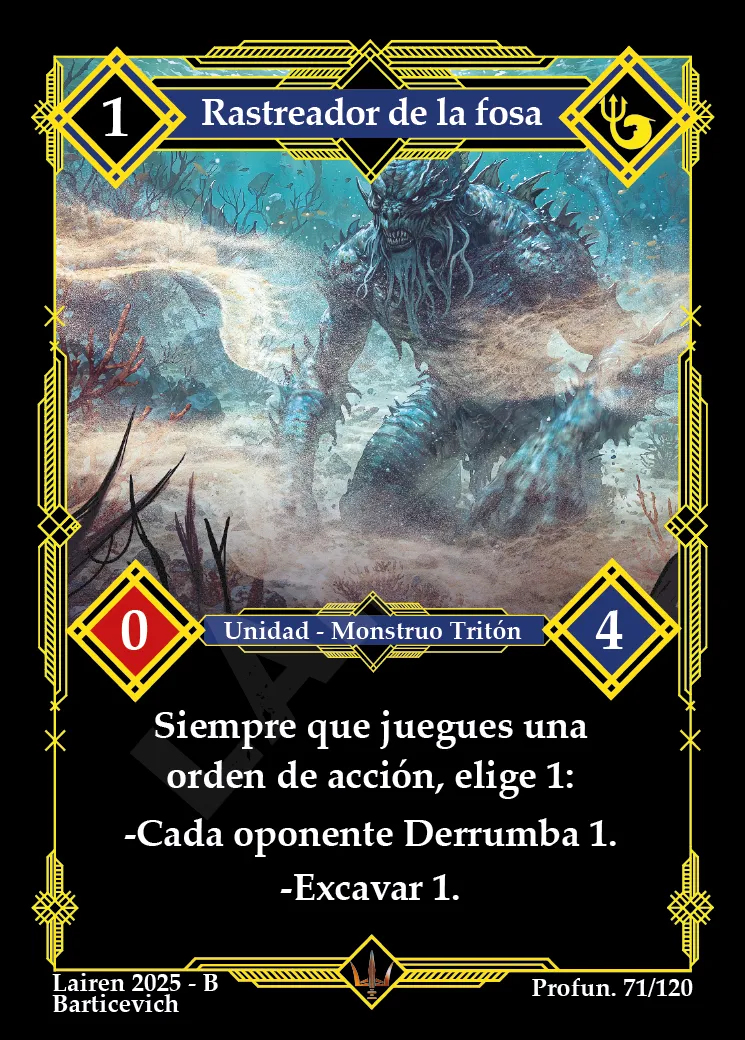 1
Rastreador de la fosa
0
Unidad - Monstruo Tritón
4
Siempre que juegues una
orden de acción, elige 1:
-Cada oponente Derrumba 1.
-Excavar 1.
Lairen 2025 - B
Barticevich
Profun. 71/120